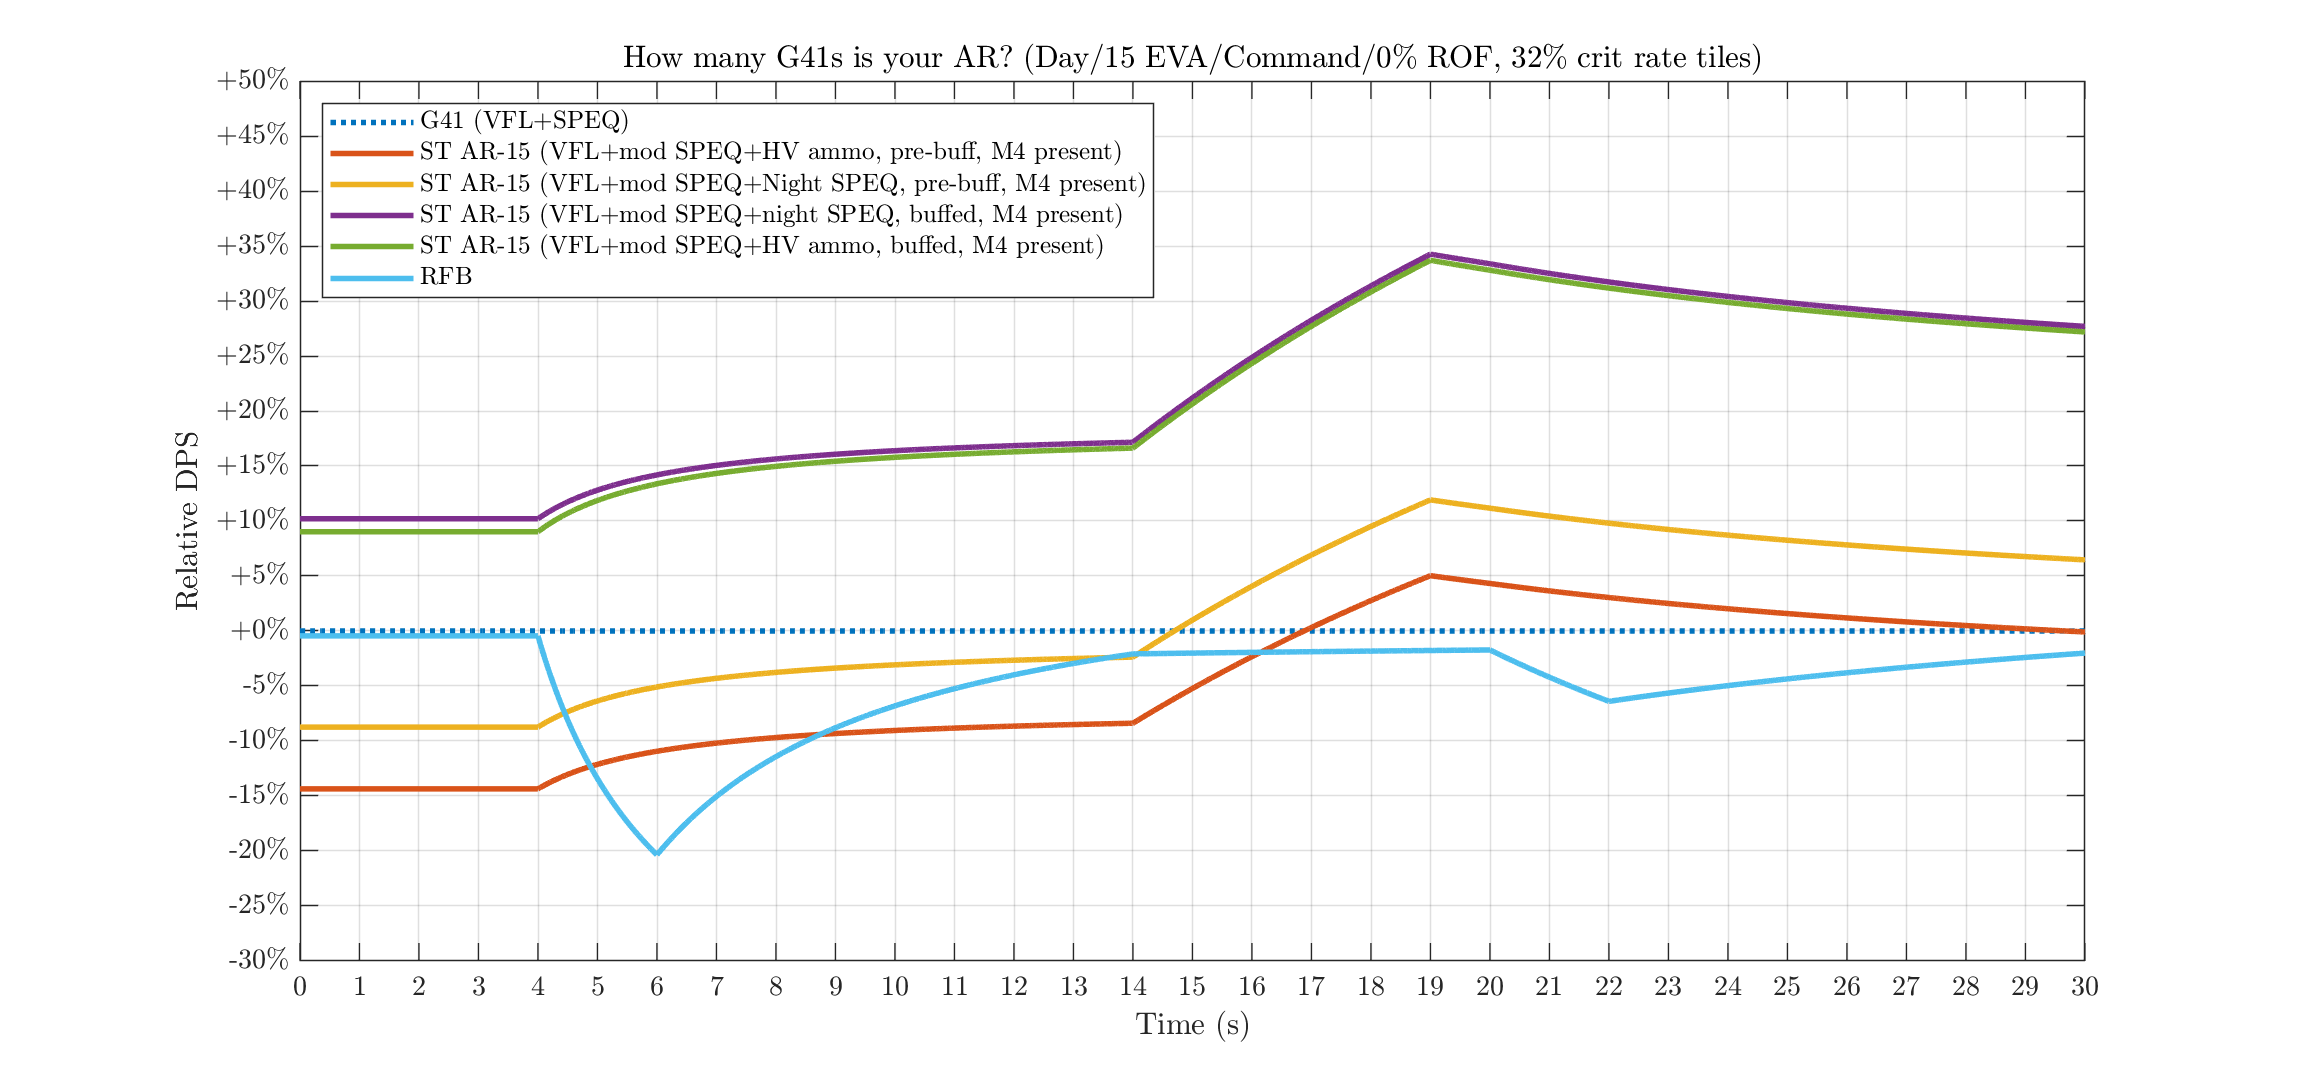 How many G41s is your AR? (Day/15 EVA/Command/0% ROF, 32% crit rate tiles)
+50%
+45%
+40%
+35%
+30%
+25%
+20%
+15%
+10%
+5%
+0%
-5%
-10%
-15%
-20%
-25%
-30%
Relative DPS
G41 (VFL+SPEQ)
ST AR-15 (VFL+mod SPEQ+HV ammo, pre-buff, M4 present)
ST AR-15 (VFL+mod SPEQ+Night SPEQ, pre-buff, M4 present)
ST AR-15 (VFL+mod SPEQ+night SPEQ, buffed, M4 present)
ST AR-15 (VFL+mod SPEQ+HV ammo, buffed, M4 present)
RFB
0 1 2 3 4 5 6 7 8 9 10 11 12 13 14 15 16 17 18 19 20 21 22 23 24 25 26 27 28 29 30
Time (s)